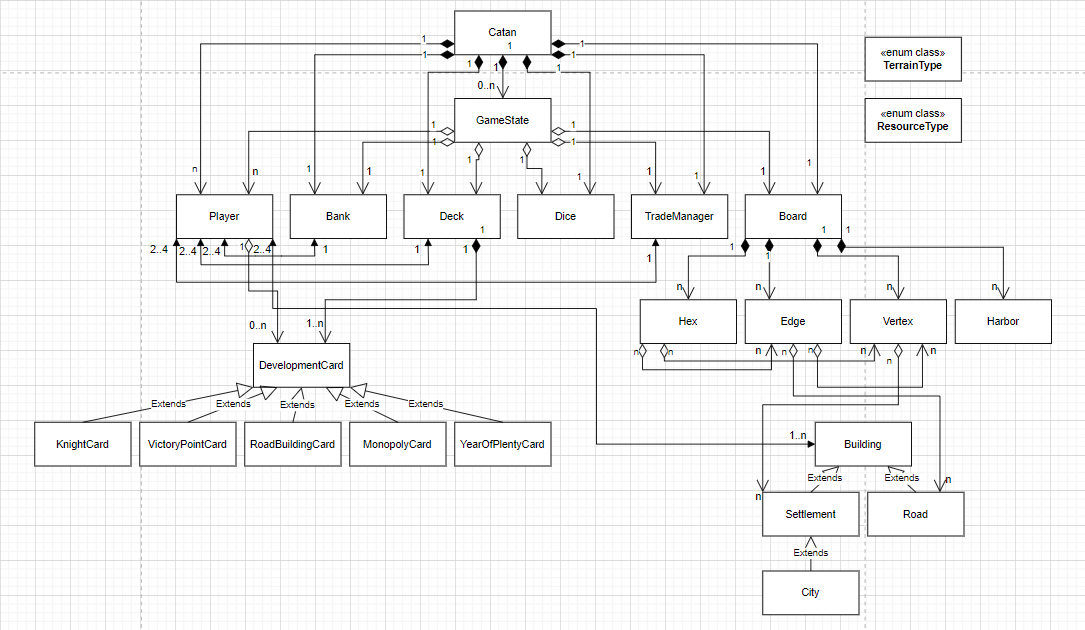 Catan
1
1
1
1
1
1
1
1
1
0..n
«enum class»
TerrainType
«enum class»
ResourceType
GameState
1
1
1
1
1
1
n
n
1
1
1
1
1
1
1
1
1
Player
Bank
Deck
Dice
TradeManager
Board
2..4
2..4
2..4
1
2..4
1
1
1
1
1
1
1
1
1
n
n
n
n
Hex
Edge
Vertex
Harbor
0..n
1..n
n
n
n
n
n
n
n
n
DevelopmentCard
Extends
Extends
Extends
Extends
Extends
KnightCard
VictoryPointCard
RoadBuildingCard
MonopolyCard
YearOfPlentyCard
1..n
Building
Extends
Extends
n
n
Settlement
Road
Extends
City